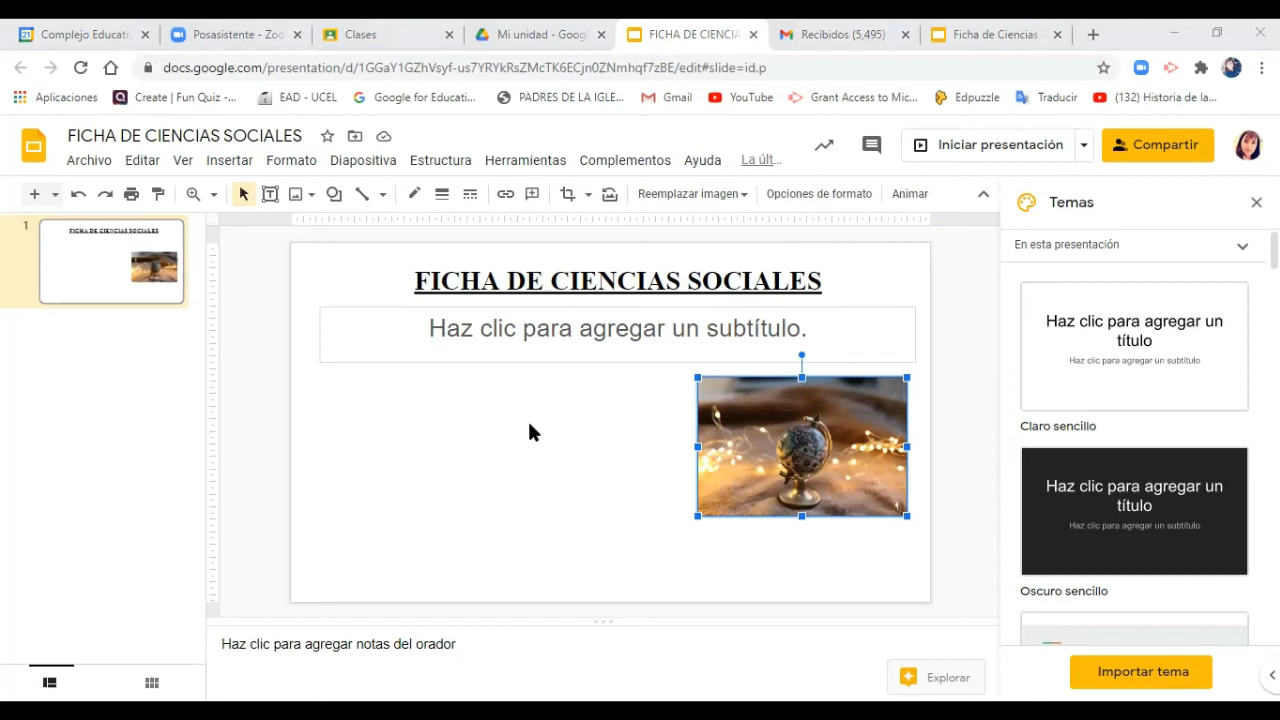 Complejo Educativ
Posasistente - Zoo
Clases
Mi unidad - Goog
FICHA DE CIENCIA
Recibidos (5,495)
Ficha de Ciencias
docs.google.com/presentation/d/1GGaY1GZhVsyf-us7YRYkRsZMcTK6ECjn0ZNmhqf7zBE/edit#slide=id.p
Aplicaciones
Create | Fun Quiz -...
EAD - UCEL
Google for Educati...
PADRES DE LA IGLE...
Gmail
YouTube
Grant Access to Mic...
Edpuzzle
Traducir
(132) Historia de la...
FICHA DE CIENCIAS SOCIALES
Iniciar presentación
Compartir
Archivo Editar Ver Insertar Formato Diapositiva Estructura Herramientas Complementos Ayuda La últ...
Reemplazar imagen
Opciones de formato
Animar
Temas
1
FICHA DE CIENCIAS SOCIALES
En esta presentación
FICHA DE CIENCIAS SOCIALES
Haz clic para agregar un subtítulo.
Haz clic para agregar un
título
Haz clic para agregar un subtítulo
Claro sencillo
Haz clic para agregar un
título
Haz clic para agregar un subtítulo
Oscuro sencillo
Haz clic para agregar notas del orador
Explorar
Importar tema